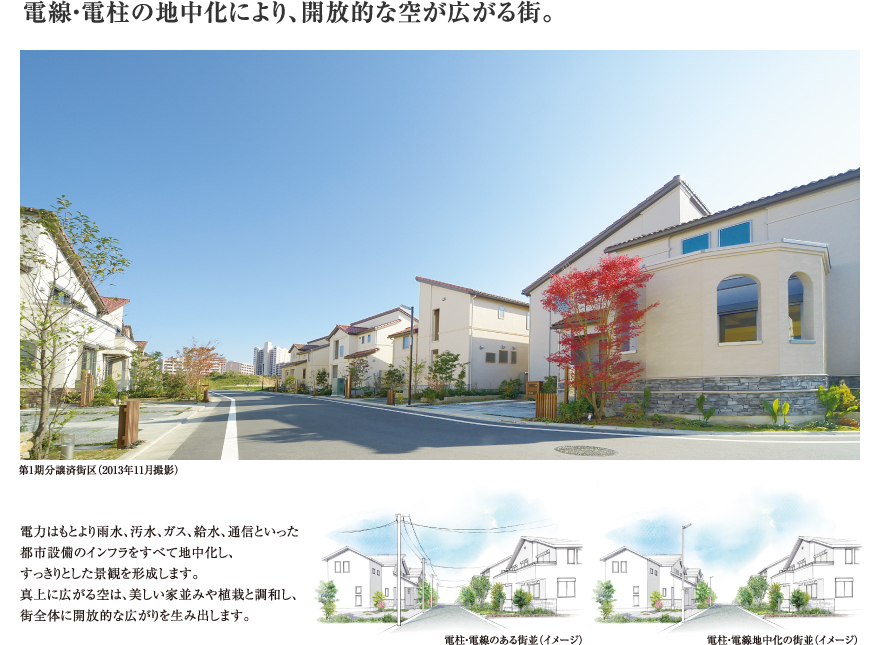 電線・電柱の地中化により、開放的な空が広がる街。
第1期分譲済街区（2013年11月撮影）
電力はもとより雨水、汚水、ガス、給水、通信といった
都市設備のインフラをすべて地中化し、
すっきりとした景観を形成します。
真上に広がる空は、美しい家並みや植栽と調和し、
街全体に開放的な広がりを生み出します。
電柱・電線のある街並（イメージ）
電柱・電線地中化の街並（イメージ）